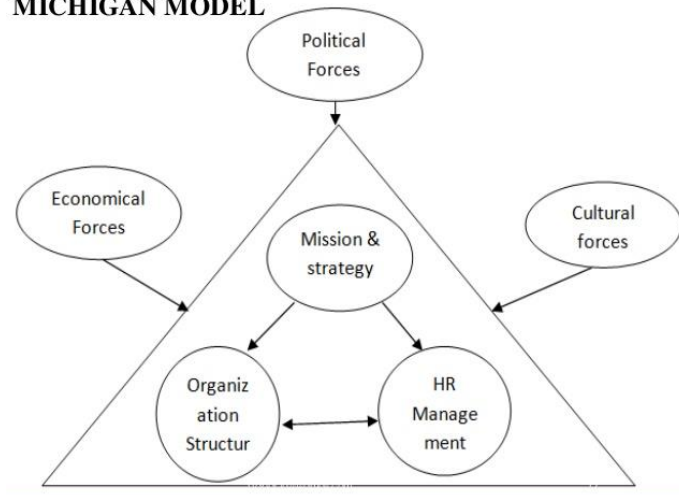 MICHIGAN MODEL
Political
Forces
Economical
Forces
Cultural
forces
Mission &
strategy
Organiz
ation
Structur
HR
Manage
ment